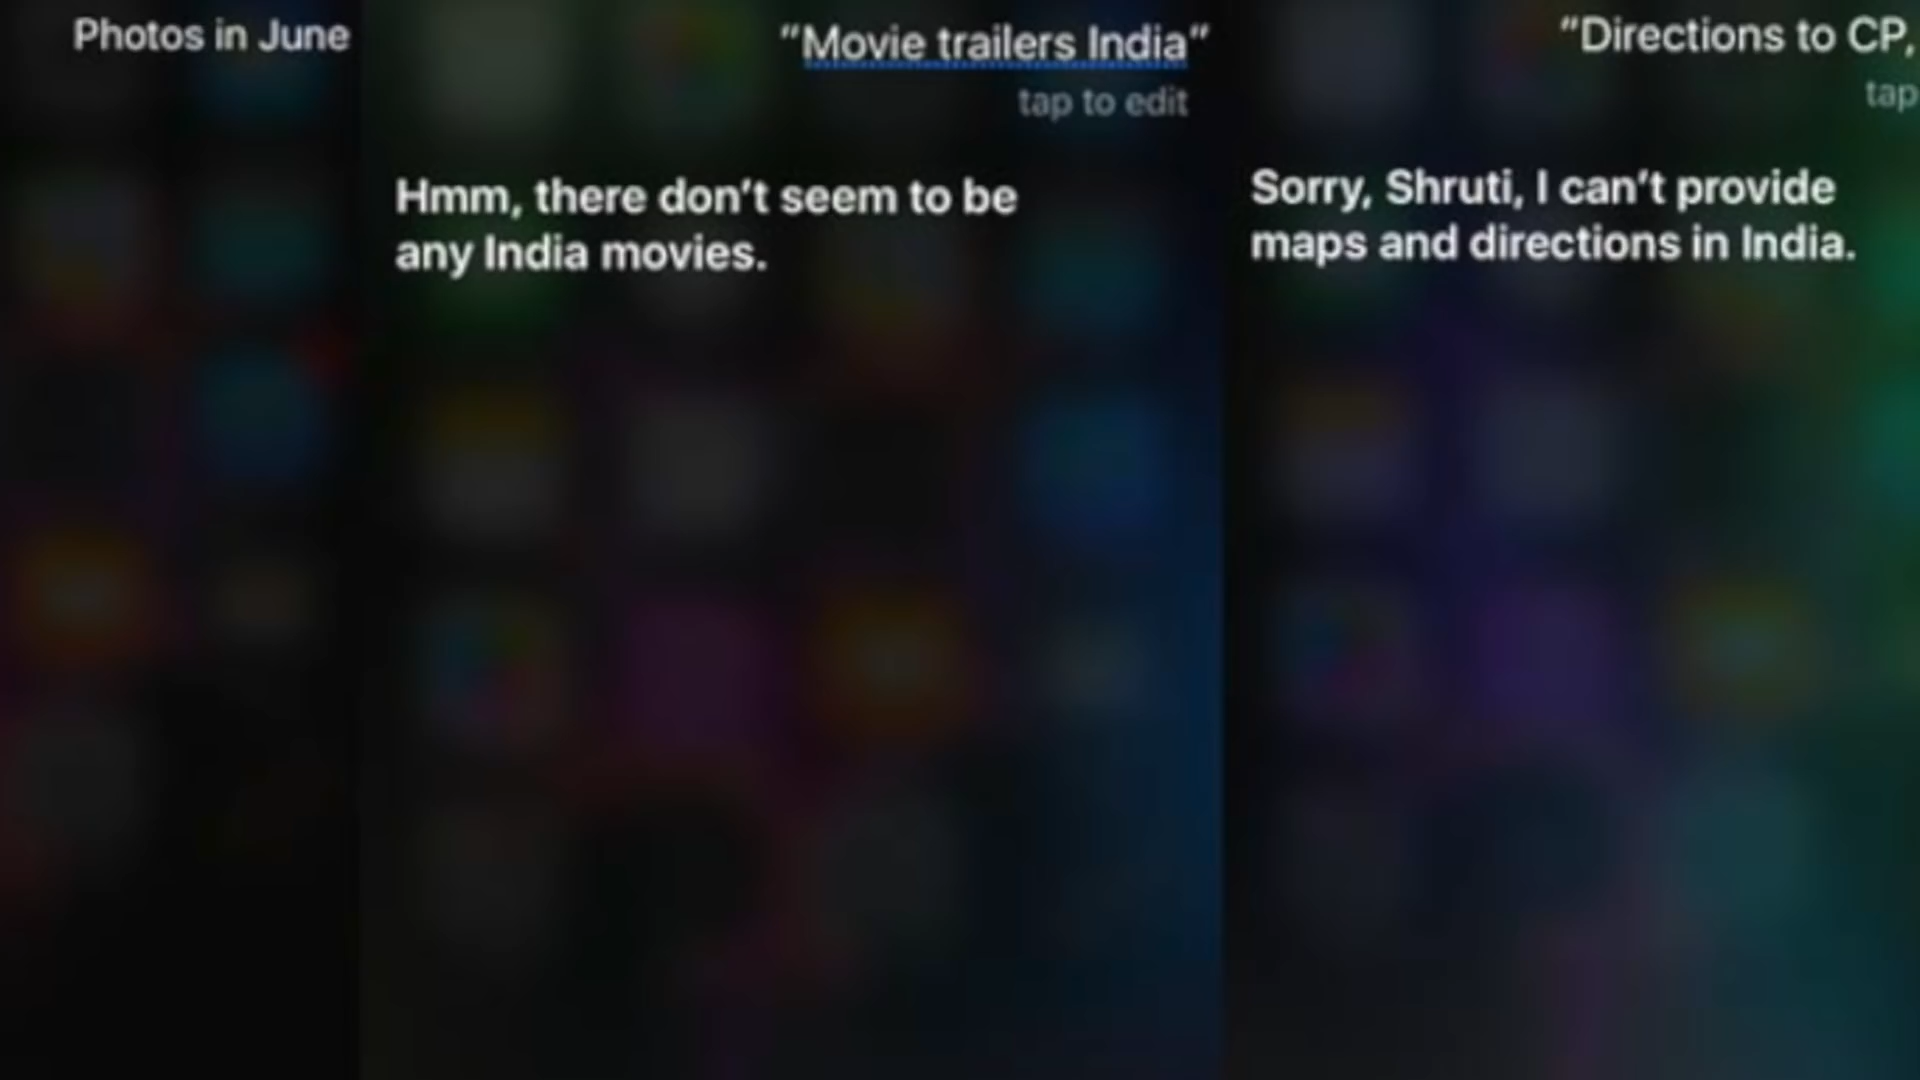 Photos in June
“Movie trailers India”
tap to edit
Hmm, there don’t seem to be
any India movies.
“Directions to CP,
tap
Sorry, Shruti, I can’t provide
maps and directions in India.